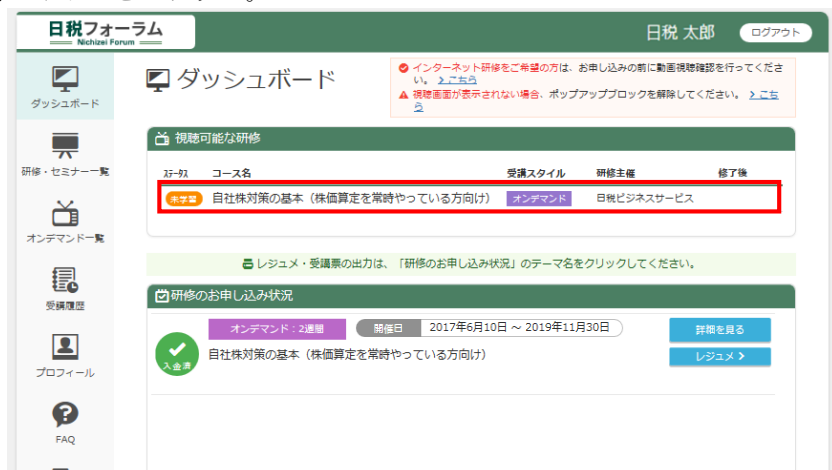 日税フォーラム
Nichizei Forum
日税 太郎
ログアウト
ダッシュボード
研修・セミナー一覧
オンデマンド一覧
受講履歴
プロフィール
FAQ
ダッシュボード
インターネット研修をご希望の方は、お申し込みの前に動画視聴確認を行ってくださ
い。 > こちら
視聴画面が表示されない場合、ポップアップブロックを解除してください。 > こち
ら
視聴可能な研修
ステータス コース名 受講スタイル 研修主催 修了後
未学習 自社株対策の基本（株価算定を常時やっている方向け） オンデマンド 日税ビジネスサービス
レジュメ・受講票の出力は、「研修のお申し込み状況」のテーマ名をクリックしてください。
研修のお申し込み状況
オンデマンド：2週間 開催日 2017年6月10日 ～ 2019年11月30日 詳細を見る
入金済 自社株対策の基本（株価算定を常時やっている方向け） レジュメ >